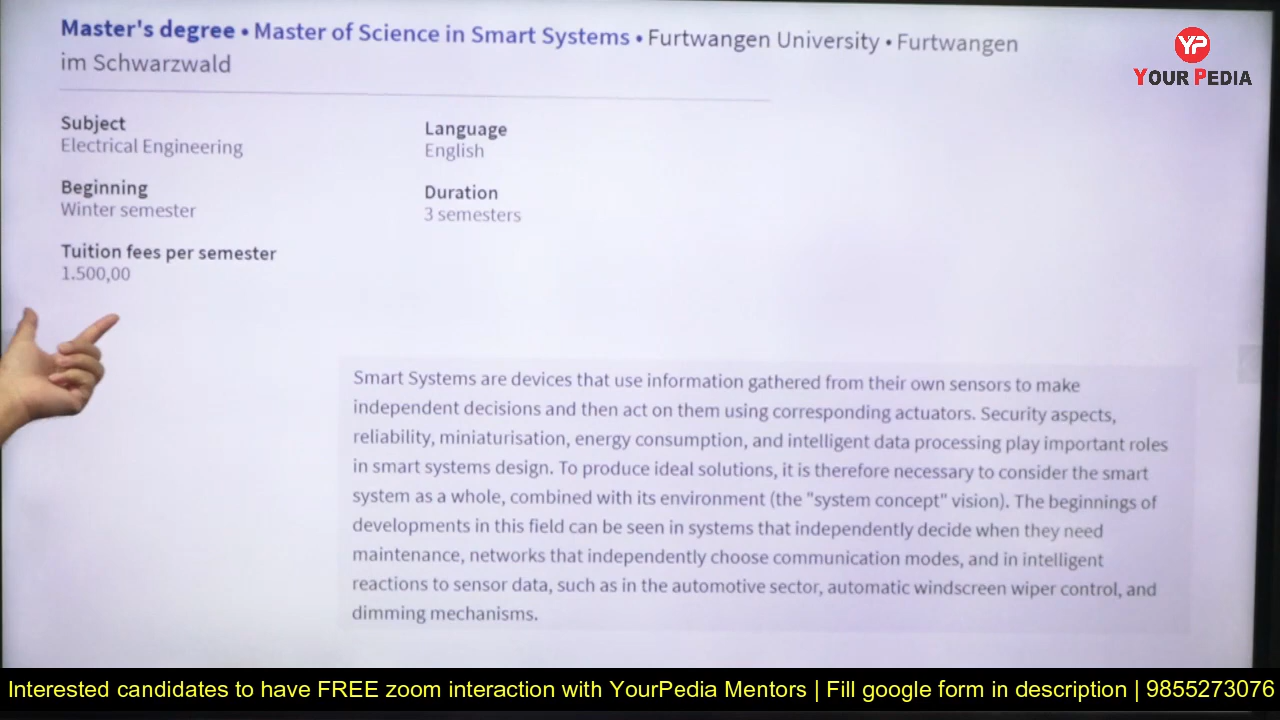 Master's degree • Master of Science in Smart Systems • Furtwangen University • Furtwangen
im Schwarzwald
YP
YOUR PEDIA
Subject
Electrical Engineering
Language
English
Beginning
Winter semester
Duration
3 semesters
Tuition fees per semester
1.500,00
Smart Systems are devices that use information gathered from their own sensors to make
independent decisions and then act on them using corresponding actuators. Security aspects,
reliability, miniaturisation, energy consumption, and intelligent data processing play important roles
in smart systems design. To produce ideal solutions, it is therefore necessary to consider the smart
system as a whole, combined with its environment (the "system concept" vision). The beginnings of
developments in this field can be seen in systems that independently decide when they need
maintenance, networks that independently choose communication modes, and in intelligent
reactions to sensor data, such as in the automotive sector, automatic windscreen wiper control, and
dimming mechanisms.
Interested candidates to have FREE zoom interaction with YourPedia Mentors | Fill google form in description | 9855273076